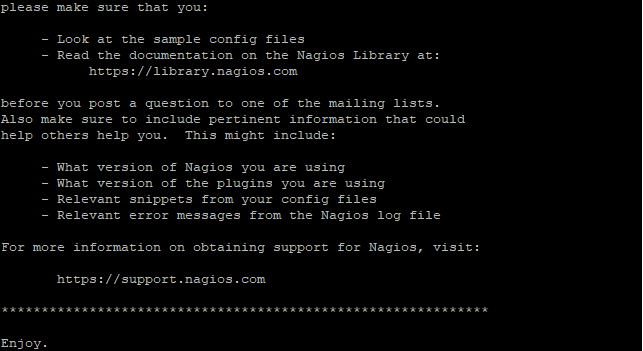 please make sure that you:
- Look at the sample config files
- Read the documentation on the Nagios Library at:
https://library.nagios.com
before you post a question to one of the mailing lists.
Also make sure to include pertinent information that could
help others help you.  This might include:
- What version of Nagios you are using
- What version of the plugins you are using
- Relevant snippets from your config files
- Relevant error messages from the Nagios log file
For more information on obtaining support for Nagios, visit:
https://support.nagios.com
*************************************************************
Enjoy.